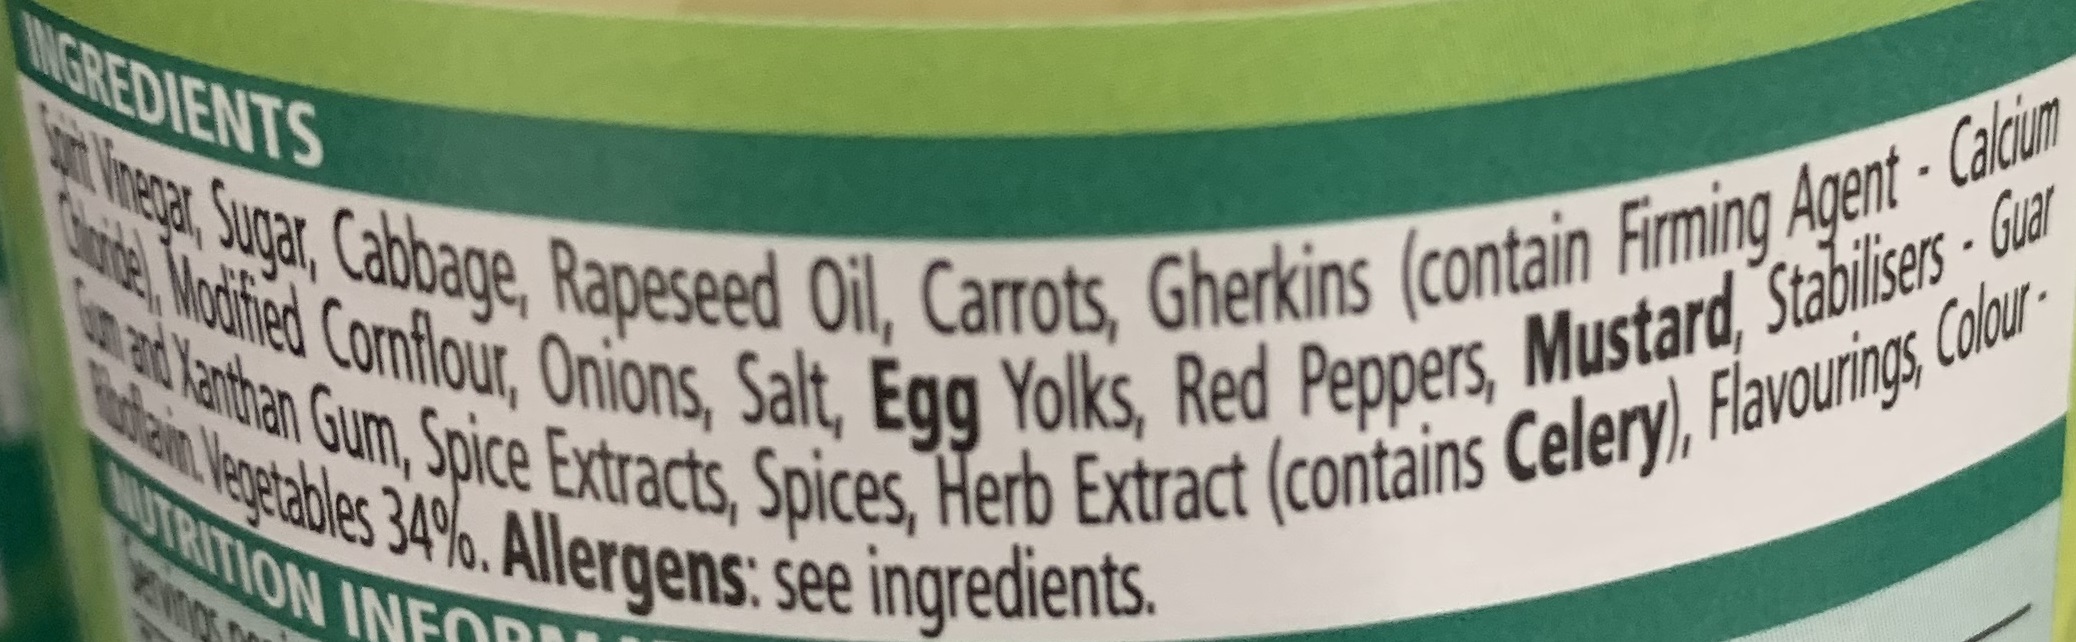 INGREDIENTS
Spirit Vinegar, Sugar, Cabbage, Rapeseed Oil, Carrots, Gherkins (contain Firming Agent - Calcium
Chloride), Modified Cornflour, Onions, Salt, Egg Yolks, Red Peppers, Mustard, Stabilisers - Guar
Gum and Xanthan Gum, Spice Extracts, Spices, Herb Extract (contains Celery), Flavourings, Colour -
Riboflavin. Vegetables 34%. Allergens: see ingredients.
NUTRITION
Servings